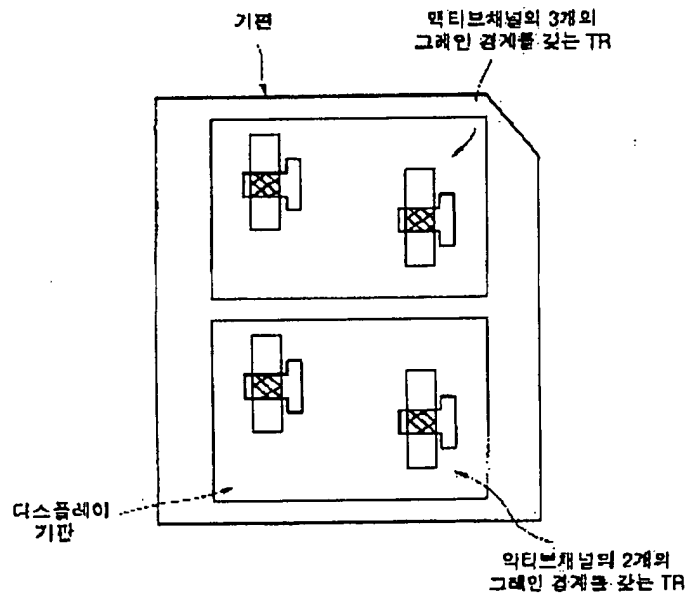 기판
액티브채널의 3개의
그레인 경계를 갖는 TR
디스플레이
기판
액티브채널의 2개의
그레인 경계를 갖는 TR